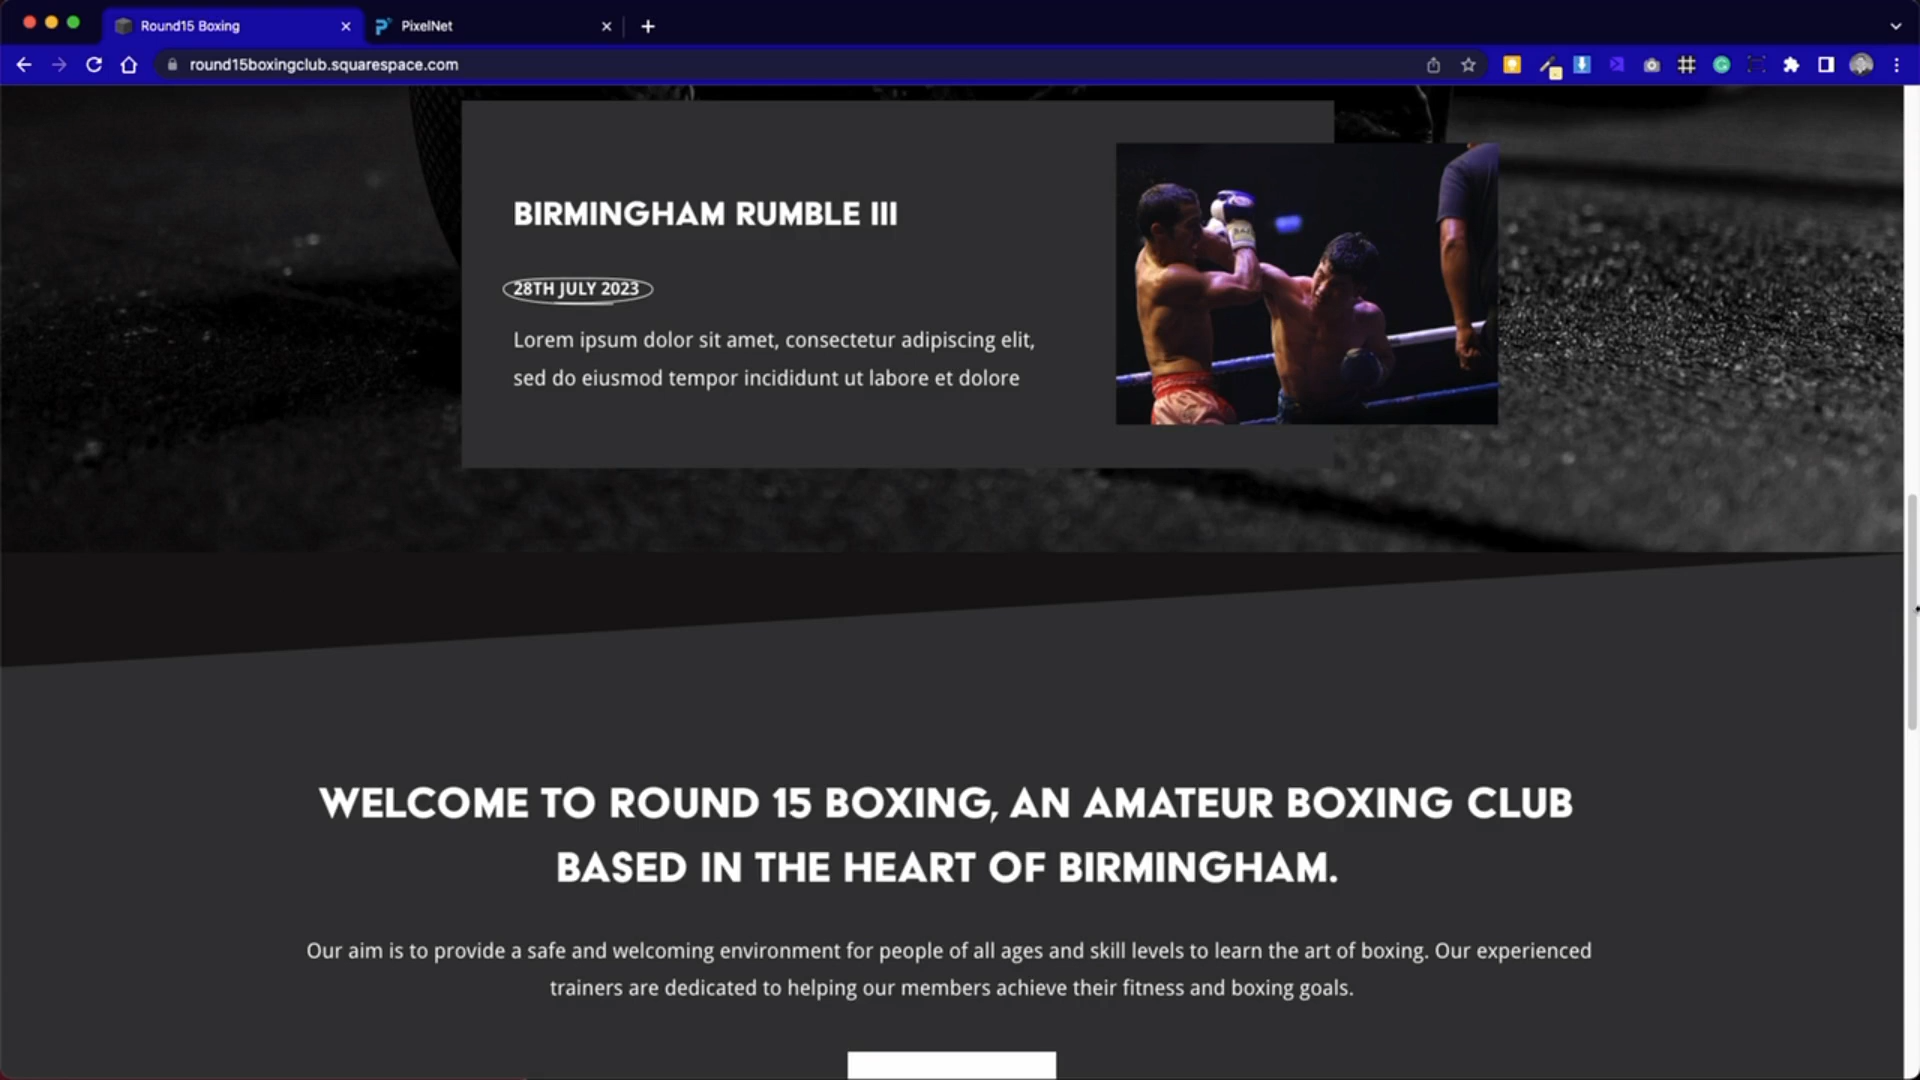 Round15 Boxing
PixelNet
round15boxingclub.squarespace.com
BIRMINGHAM RUMBLE III
28TH JULY 2023
Lorem ipsum dolor sit amet, consectetur adipiscing elit,
sed do eiusmod tempor incididunt ut labore et dolore
WELCOME TO ROUND 15 BOXING, AN AMATEUR BOXING CLUB
BASED IN THE HEART OF BIRMINGHAM.
Our aim is to provide a safe and welcoming environment for people of all ages and skill levels to learn the art of boxing. Our experienced
trainers are dedicated to helping our members achieve their fitness and boxing goals.